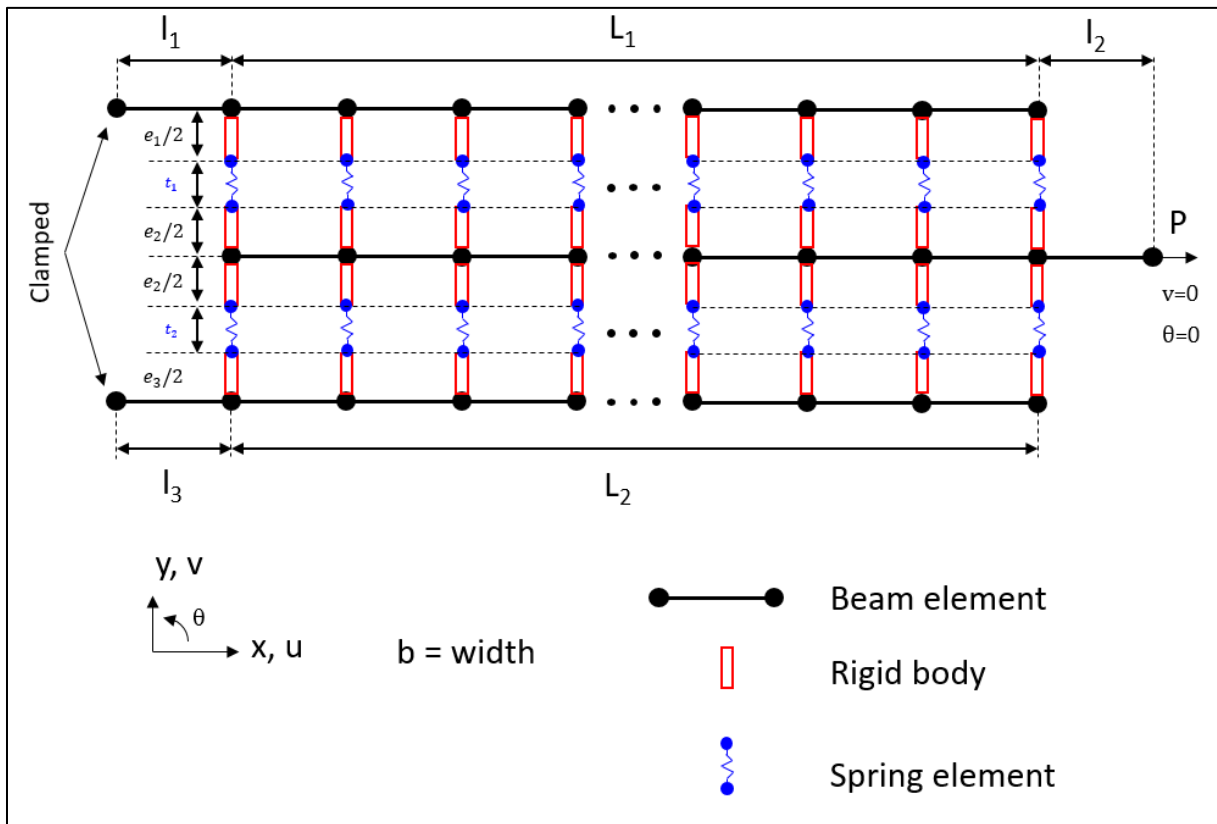 l₁ L₁ l₂
e₁/2
t₁
e₂/2
P
Clamped
e₂/2
v=0
t₂
θ=0
e₃/2
l₃ L₂
y, v
θ
x, u
b = width
Beam element
Rigid body
Spring element